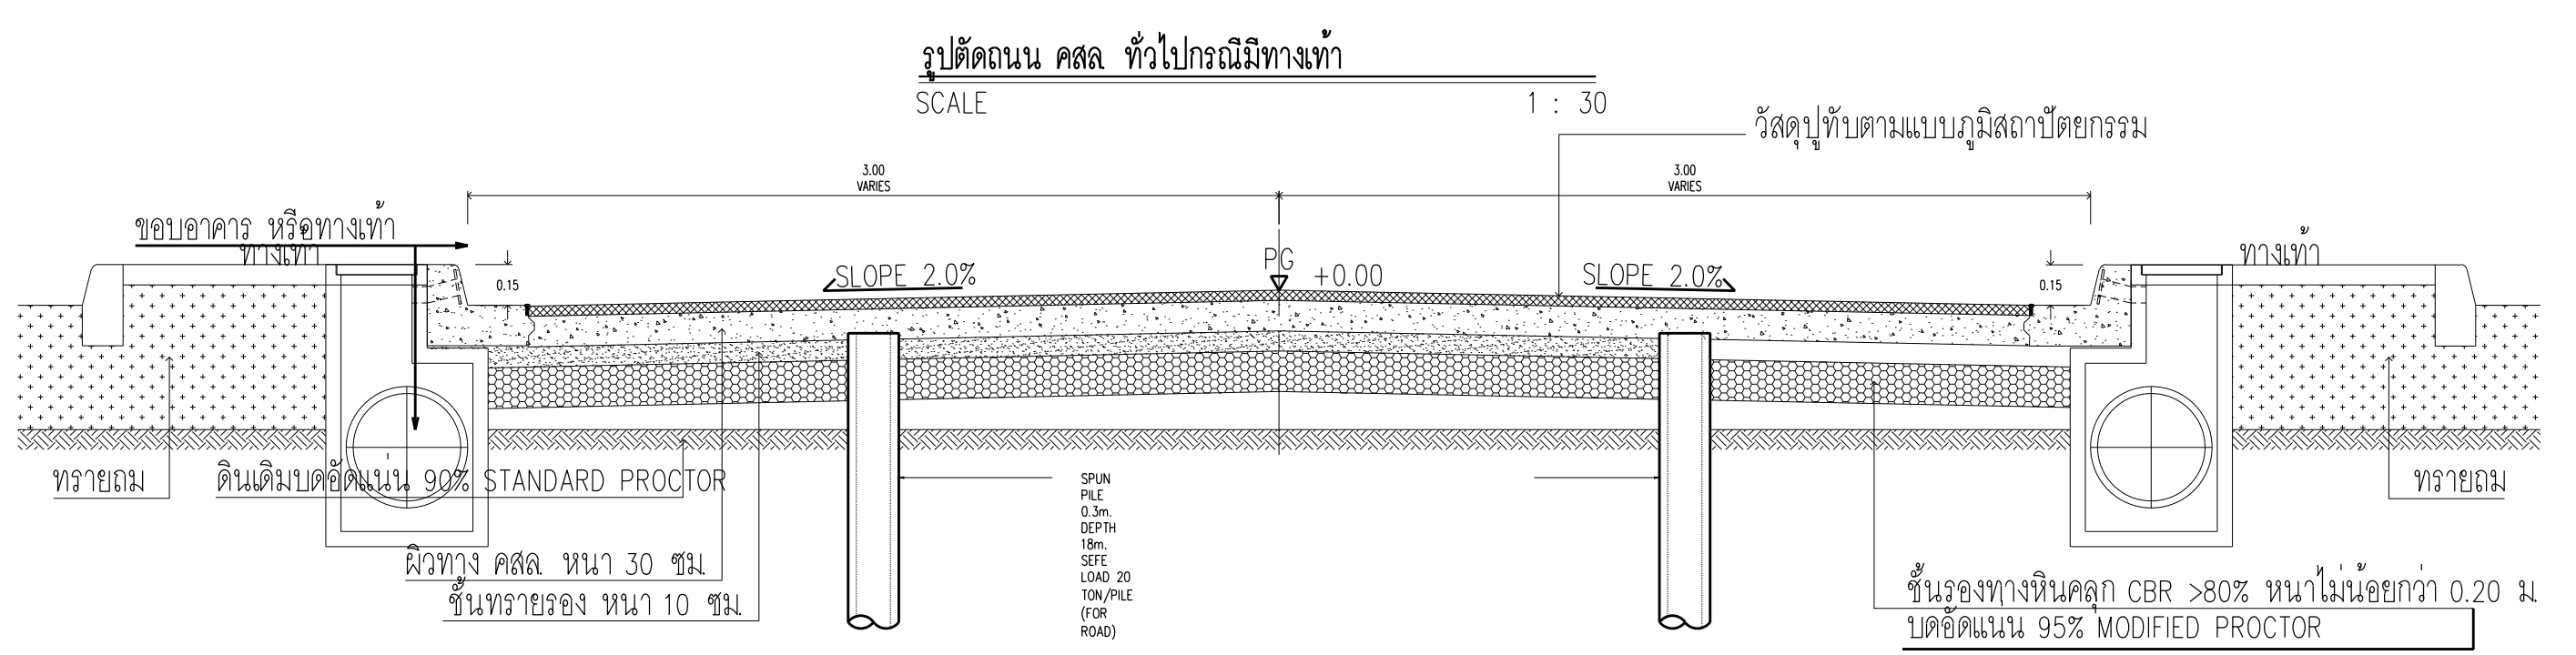 รูปตัดถนน คสล. ทั่วไปกรณีมีทางเท้า
SCALE 1 : 30
วัสดุปูทับตามแบบภูมิสถาปัตยกรรม
3.00
VARIES
3.00
VARIES
ขอบอาคาร หรือทางเท้า
ทางเท้า
ทางเท้า
0.15
SLOPE 2.0%
PG
+0.00
SLOPE 2.0%
0.15
ทรายถม
ดินเดิมบดอัดแน่น 90% STANDARD PROCTOR
SPUN
PILE
0.3m.
DEPTH
18m.
SEFE
LOAD 20
TON/PILE
(FOR
ROAD)
ทรายถม
ผิวทาง คสล. หนา 30 ซม.
ชั้นทรายรอง หนา 10 ซม.
ชั้นรองทางหินคลุก CBR >80% หนาไม่น้อยกว่า 0.20 ม.
บดอัดแน่น 95% MODIFIED PROCTOR